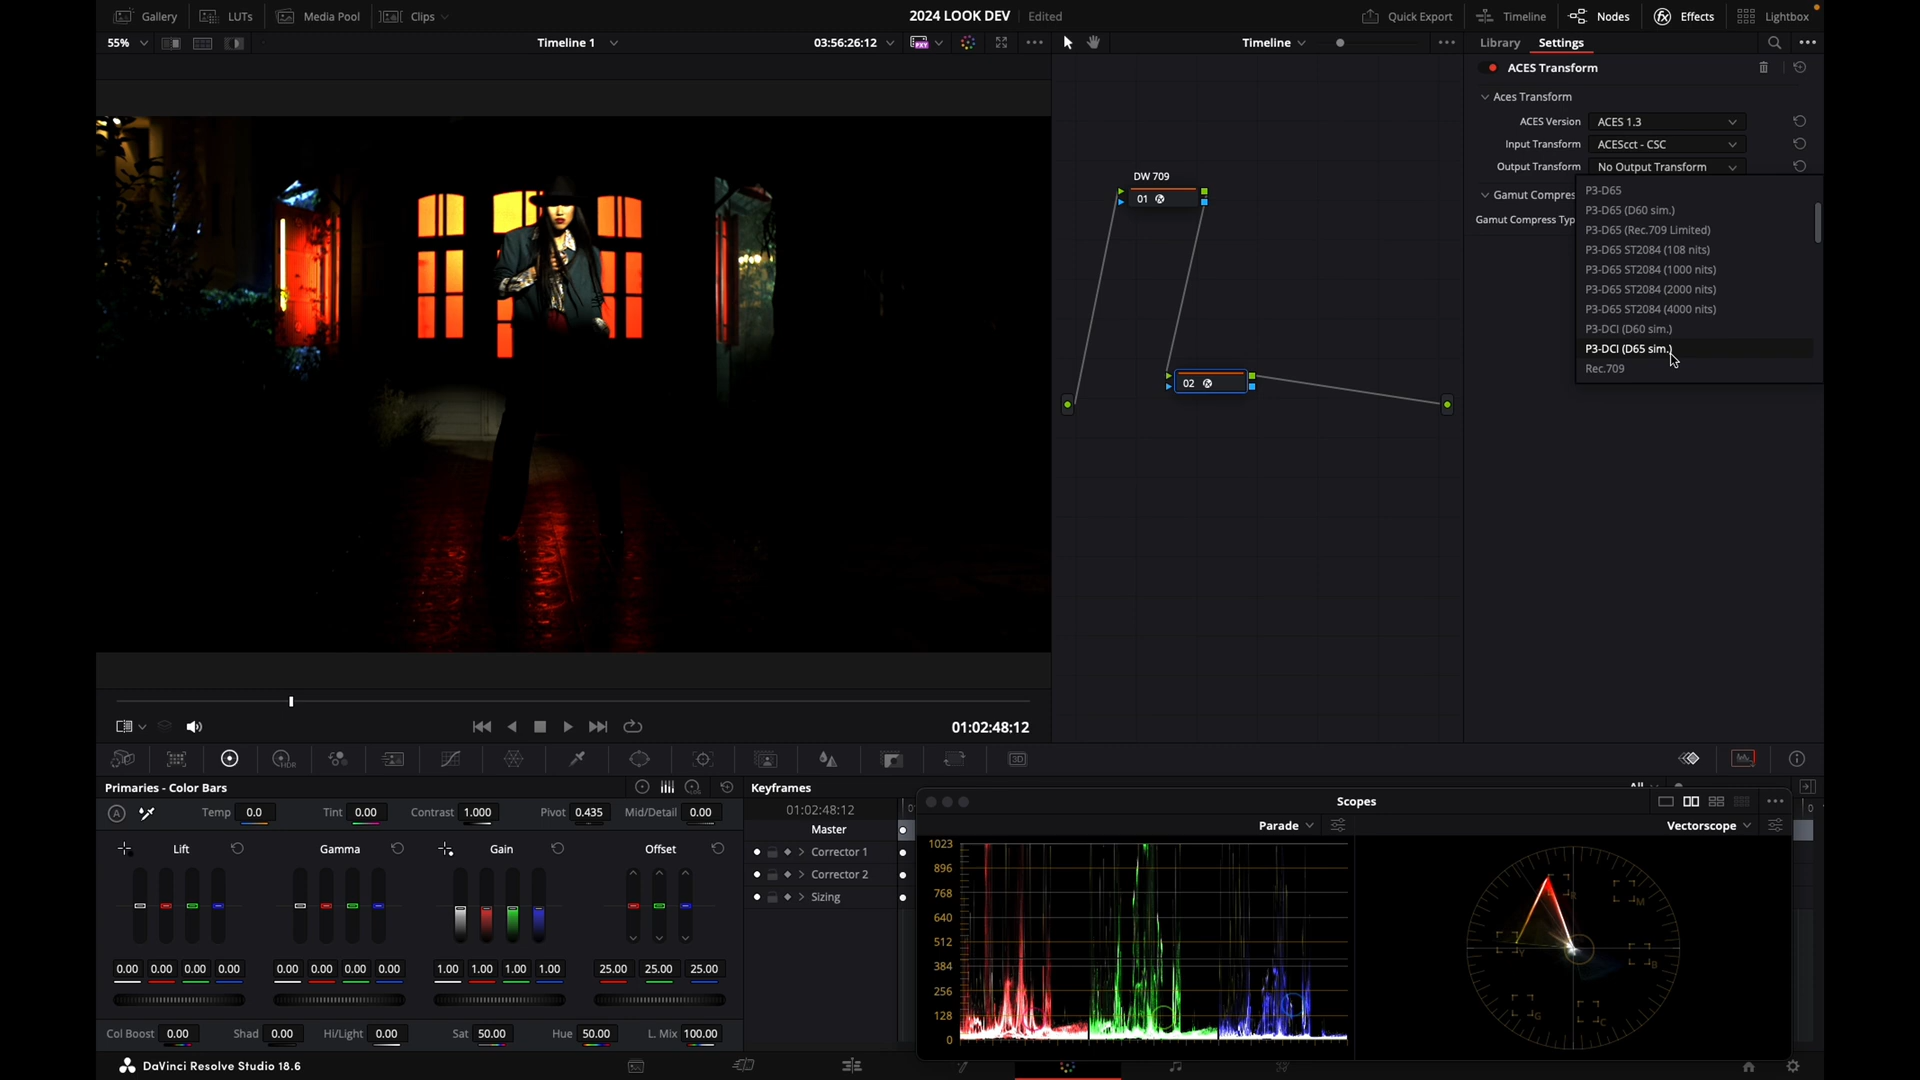 Gallery LUTs Media Pool Clips 2024 LOOK DEV Edited Quick Export Timeline Nodes Effects Lightbox
55% Timeline 1 03:56:26:12 Timeline Library Settings
ACES Transform
Aces Transform
ACES Version ACES 1.3
Input Transform ACEScct - CSC
Output Transform No Output Transform
Gamut Compres
Gamut Compress Typ
P3-D65
P3-D65 (D60 sim.)
P3-D65 (Rec.709 Limited)
P3-D65 ST2084 (108 nits)
P3-D65 ST2084 (1000 nits)
P3-D65 ST2084 (2000 nits)
P3-D65 ST2084 (4000 nits)
P3-DCI (D60 sim.)
P3-DCI (D65 sim.)
Rec.709
DW 709
01
02
01:02:48:12
HDR
3D
Primaries - Color Bars
A Temp 0.0 Tint 0.00 Contrast 1.000 Pivot 0.435 Mid/Detail 0.00
Lift Gamma Gain Offset
0.00 0.00 0.00 0.00 0.00 0.00 0.00 0.00 1.00 1.00 1.00 1.00 25.00 25.00 25.00
Col Boost 0.00 Shad 0.00 Hi/Light 0.00 Sat 50.00 Hue 50.00 L. Mix 100.00
Keyframes
01:02:48:12
Master
Corrector 1
Corrector 2
Sizing
Scopes
Parade Vectorscope
1023
896
768
640
512
384
256
128
0
R
M
B
C
G
Y
DaVinci Resolve Studio 18.6